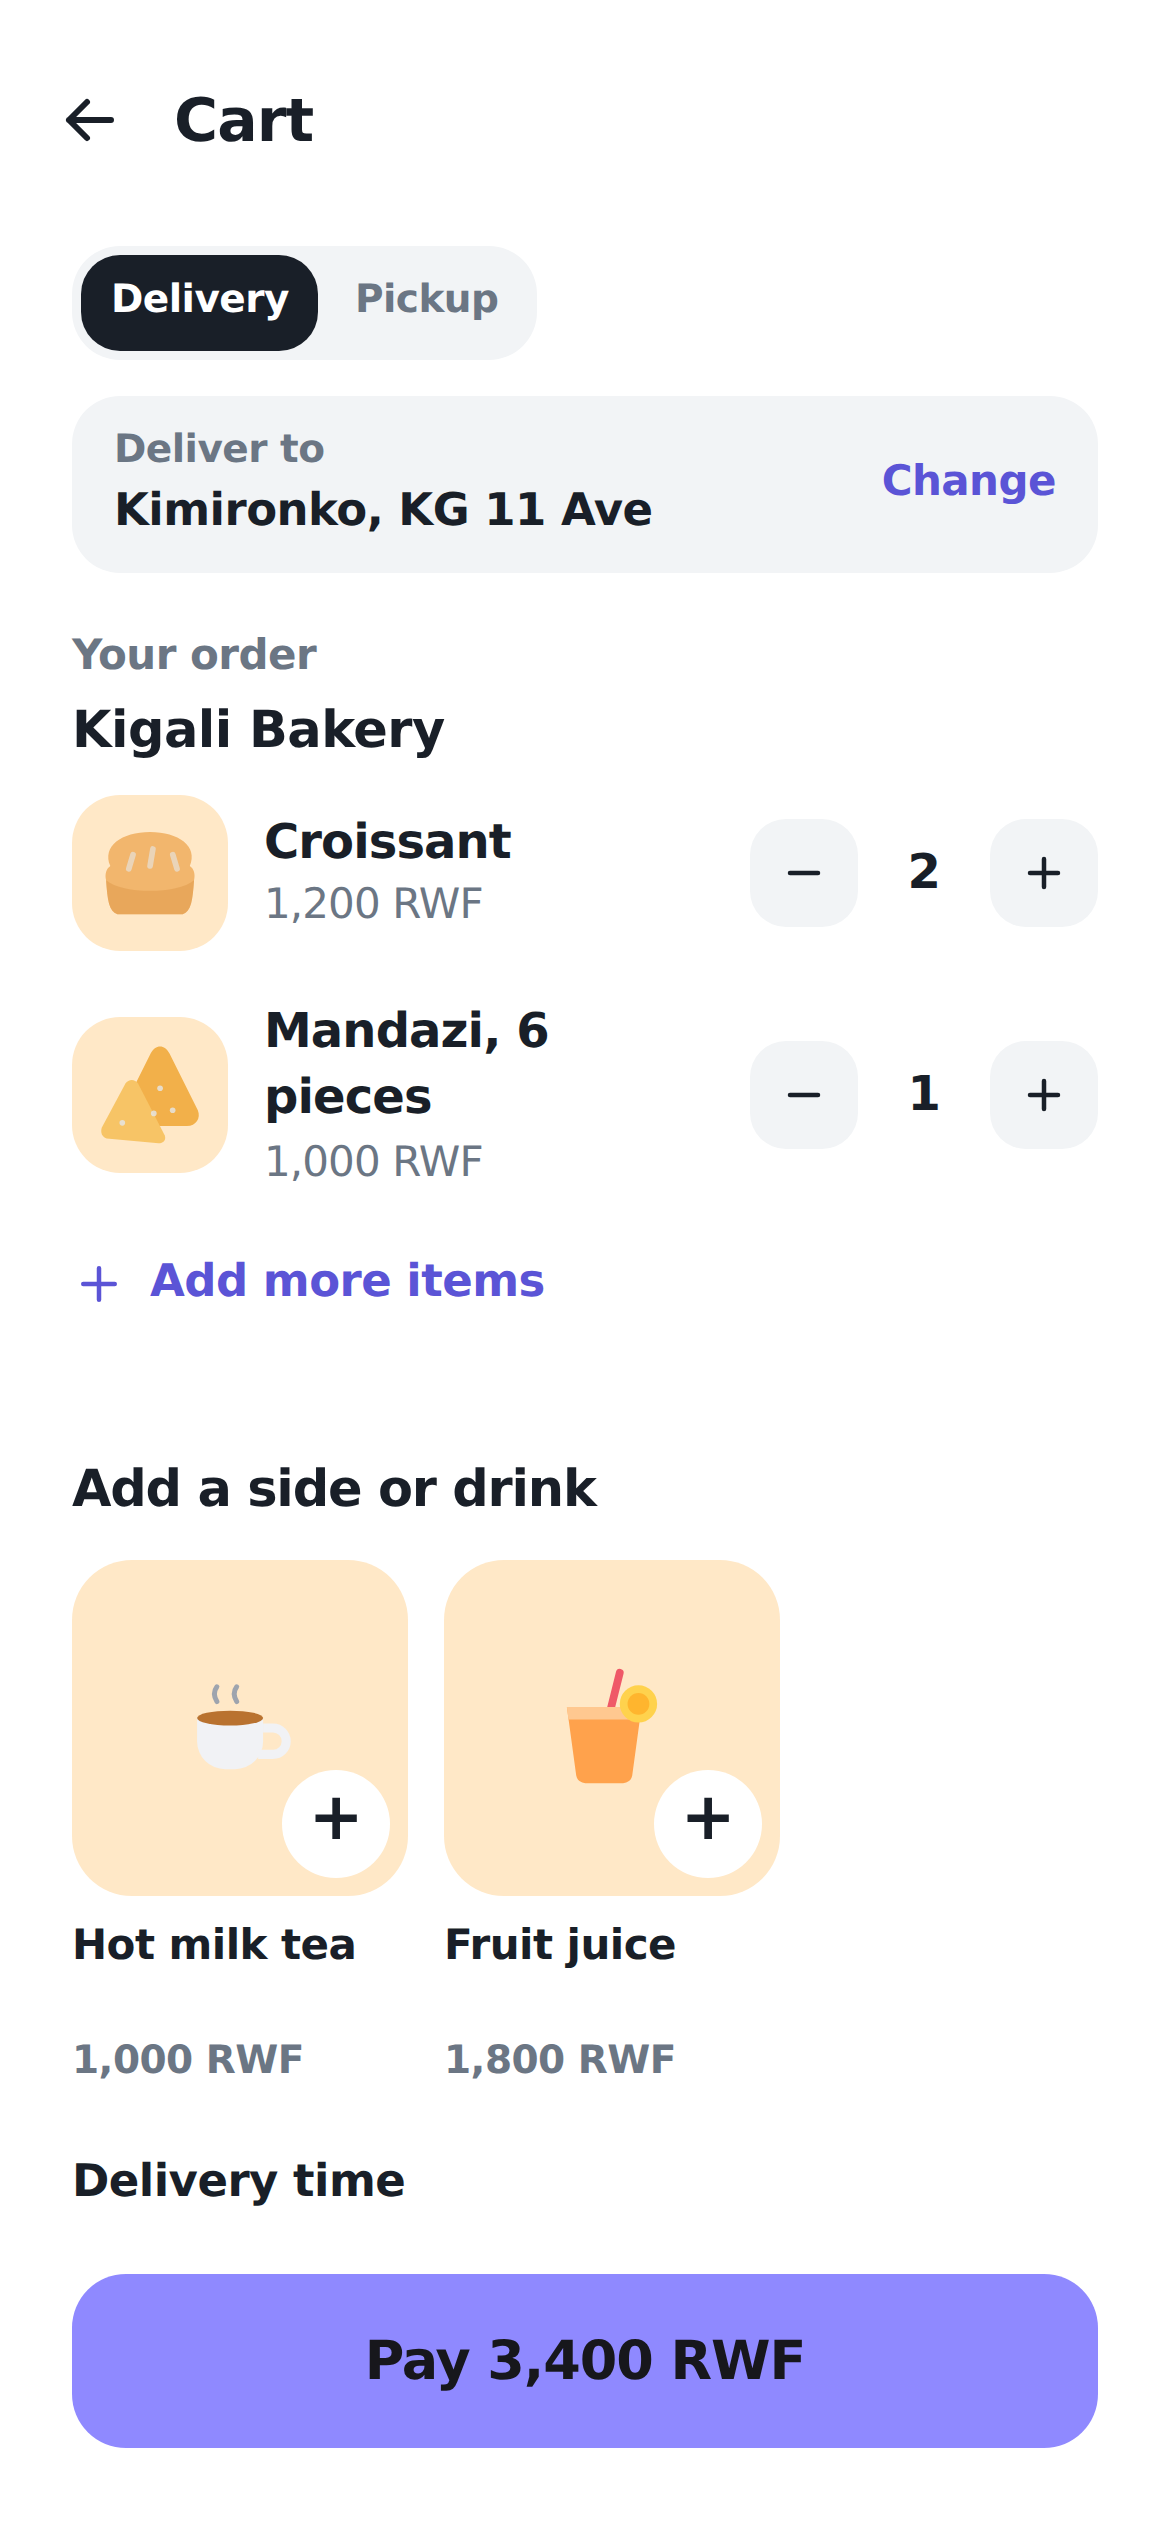 Cart
Delivery
Pickup
Deliver to
Kimironko, KG 11 Ave
Change
Your order
Kigali Bakery
Croissant
1,200 RWF
2
Mandazi, 6
pieces
1,000 RWF
1
Add more items
Add a side or drink
Hot milk tea
1,000 RWF
Fruit juice
1,800 RWF
Delivery time
Pay 3,400 RWF